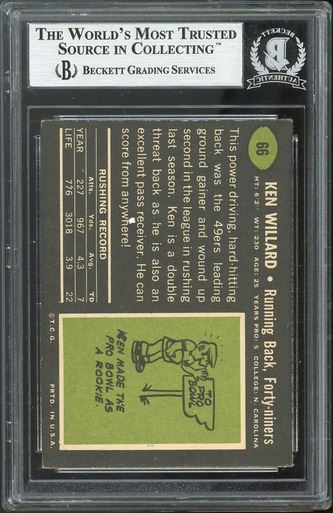 THE WORLD'S MOST TRUSTED
SOURCE IN COLLECTING™
BECKETT GRADING SERVICES
BECKETT
AUTHENTIC
66
KEN WILLARD • Running Back, Forty-niners
HT: 6'2" WT: 230 AGE: 25 YEARS PRO: 5 COLLEGE: N. CAROLINA
This power driving, hard-hitting
back was the 49ers leading
ground gainer and wound up
second in the league in rushing
last season. Ken is a double
threat back as he is also an
excellent pass receiver. He can
score from anywhere!
RUSHING RECORD
Atts. Yds. Avg. TD
YEAR 227 967 4.3 7
LIFE 776 3018 3.9 22
TO
PRO
BOWL
KEN MADE THE
PRO BOWL AS
A ROOKIE.
© T.C.G. PRTD. IN U.S.A.